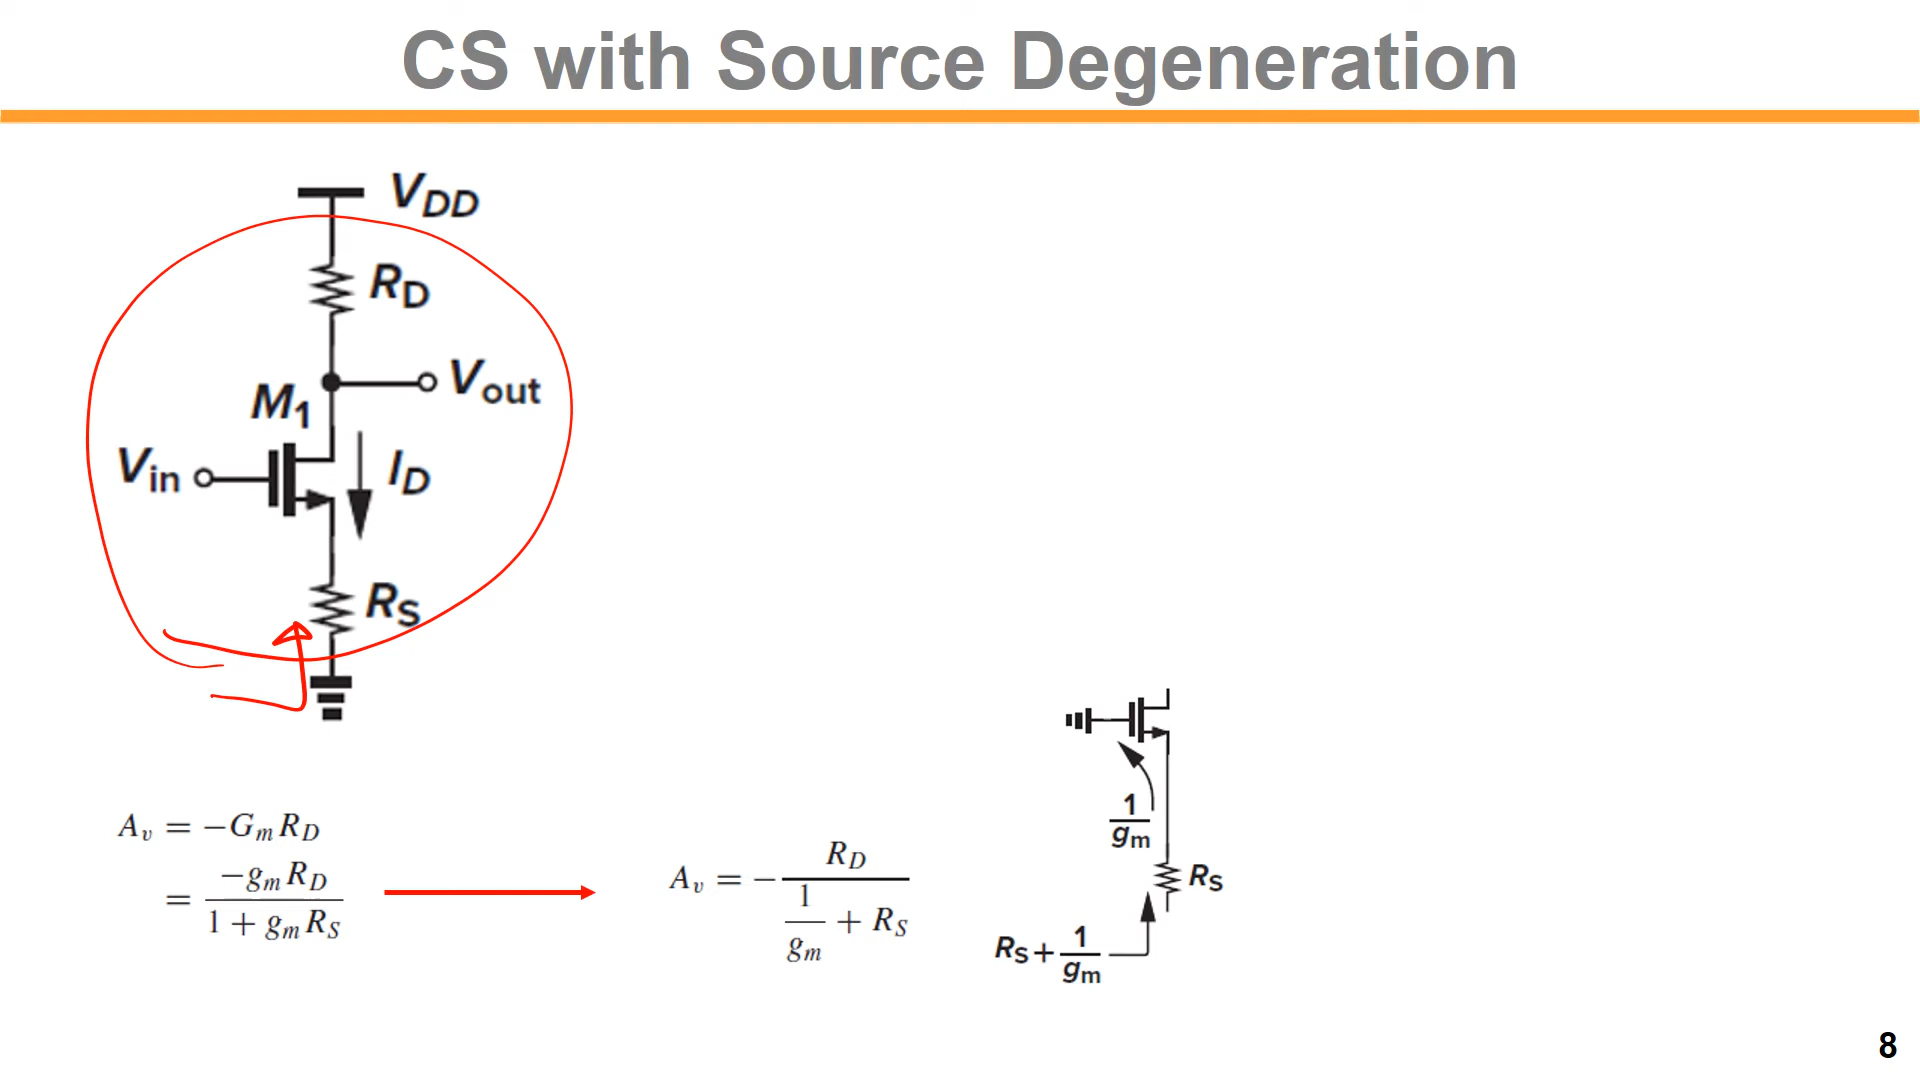 CS with Source Degeneration
V_DD
R_D
V_out
M_1
V_in
I_D
R_S
A_v = −G_m R_D
= −g_m R_D / 1 + g_m R_S
A_v = − R_D / (1/g_m + R_S)
1/g_m
R_S
R_S + 1/g_m
8